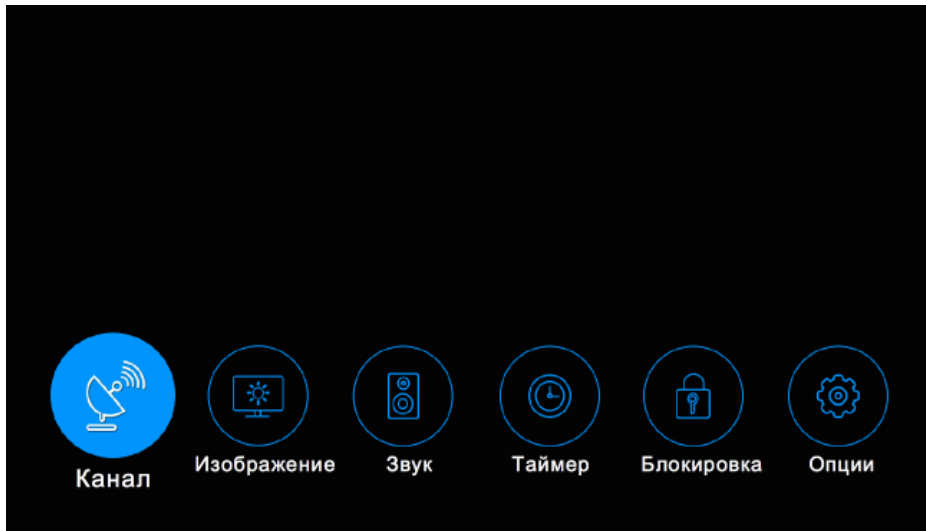 Канал
Изображение
Звук
Таймер
Блокировка
Опции